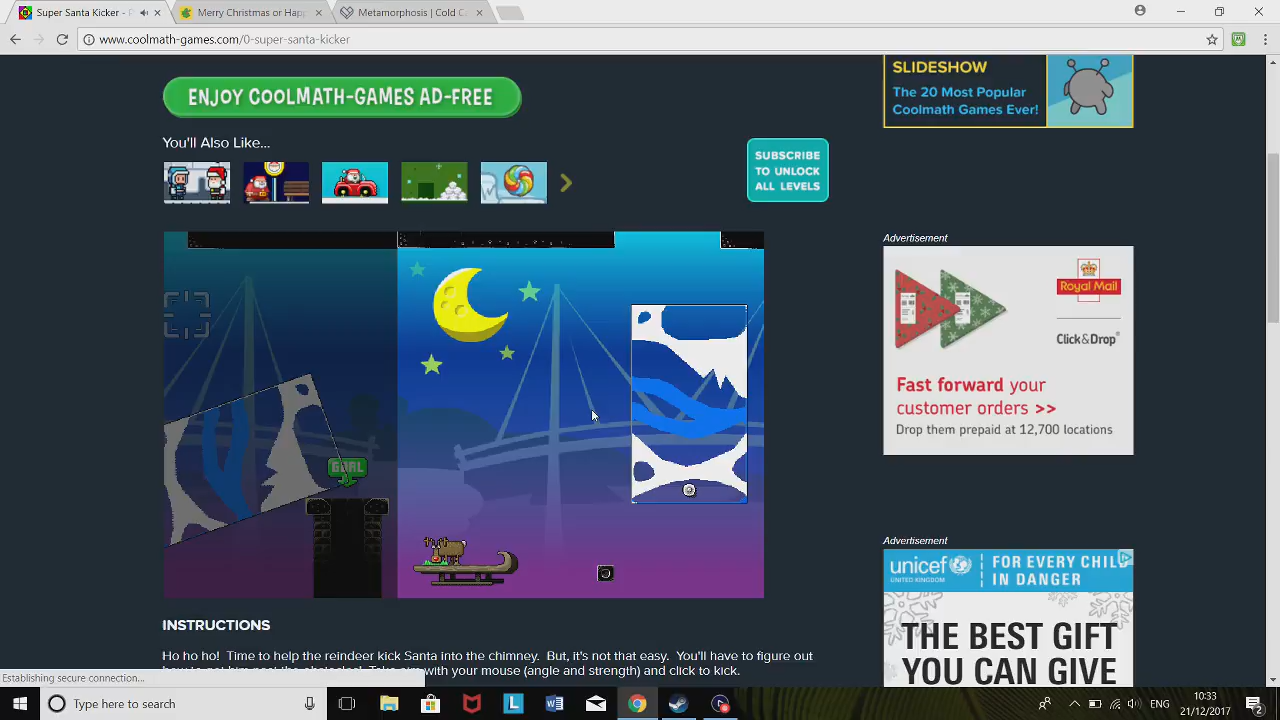 Super Santa Kicker - P
Merry Christmas or Happ
Metamorphosis (Cold C
www.coolmath-games.com/0-super-santa-kicker
SLIDESHOW
The 20 Most Popular
Coolmath Games Ever!
ENJOY COOLMATH-GAMES AD-FREE
You'll Also Like...
SUBSCRIBE
TO UNLOCK
ALL LEVELS
Advertisement
Royal Mail
Click&Drop
Fast forward your
customer orders >>
Drop them prepaid at 12,700 locations
GOAL
Advertisement
unicef
UNITED KINGDOM
FOR EVERY CHILD
IN DANGER
THE BEST GIFT
YOU CAN GIVE
INSTRUCTIONS
Ho ho ho! Time to help the reindeer kick Santa into the chimney. But, it's not that easy. You'll have to figure out
with your mouse (angle and strength) and click to kick.
Establishing secure connection...
Type here to search
ENG
10:33
21/12/2017